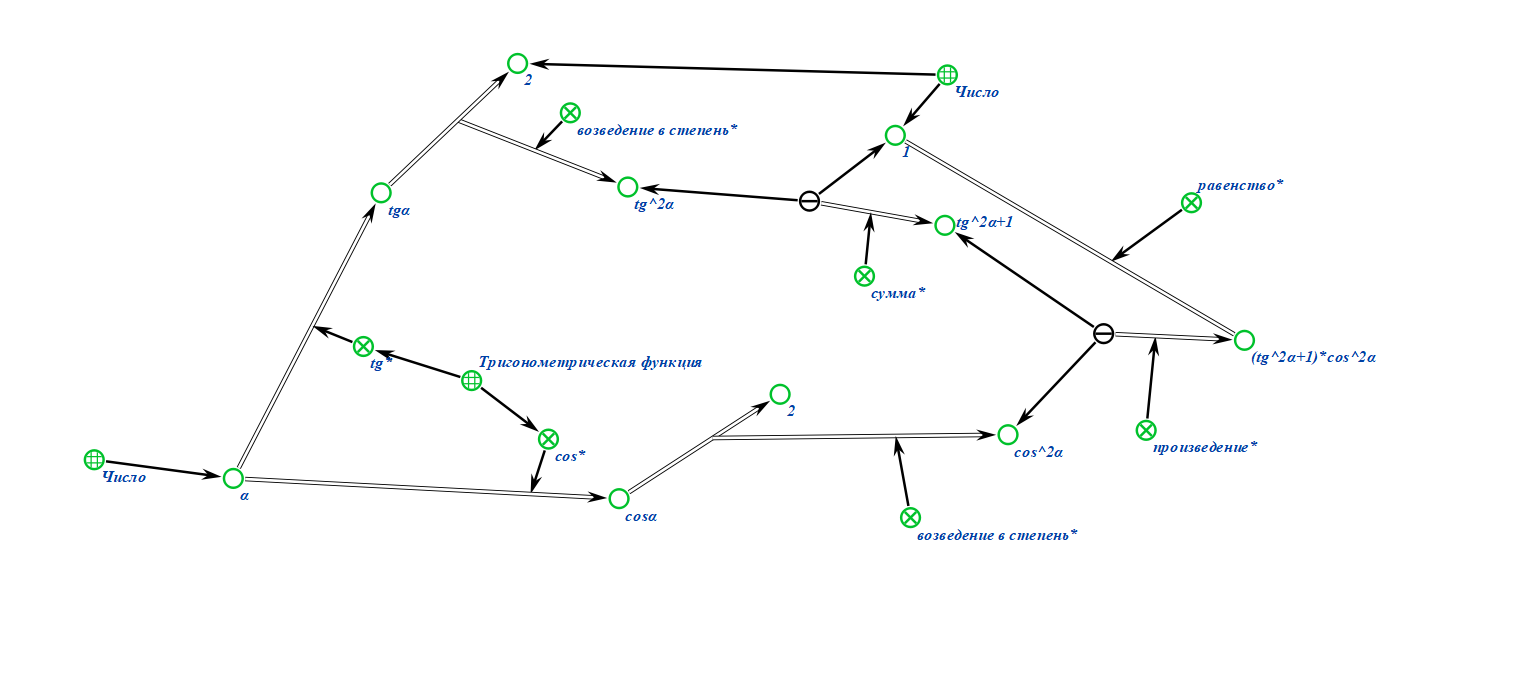 2
Число
возведение в степень*
1
равенство*
tgα
tg^2α
tg^2α+1
сумма*
tg*
Тригонометрическая функция
(tg^2α+1)*cos^2α
2
cos*
cos^2α
произведение*
Число
α
cosα
возведение в степень*